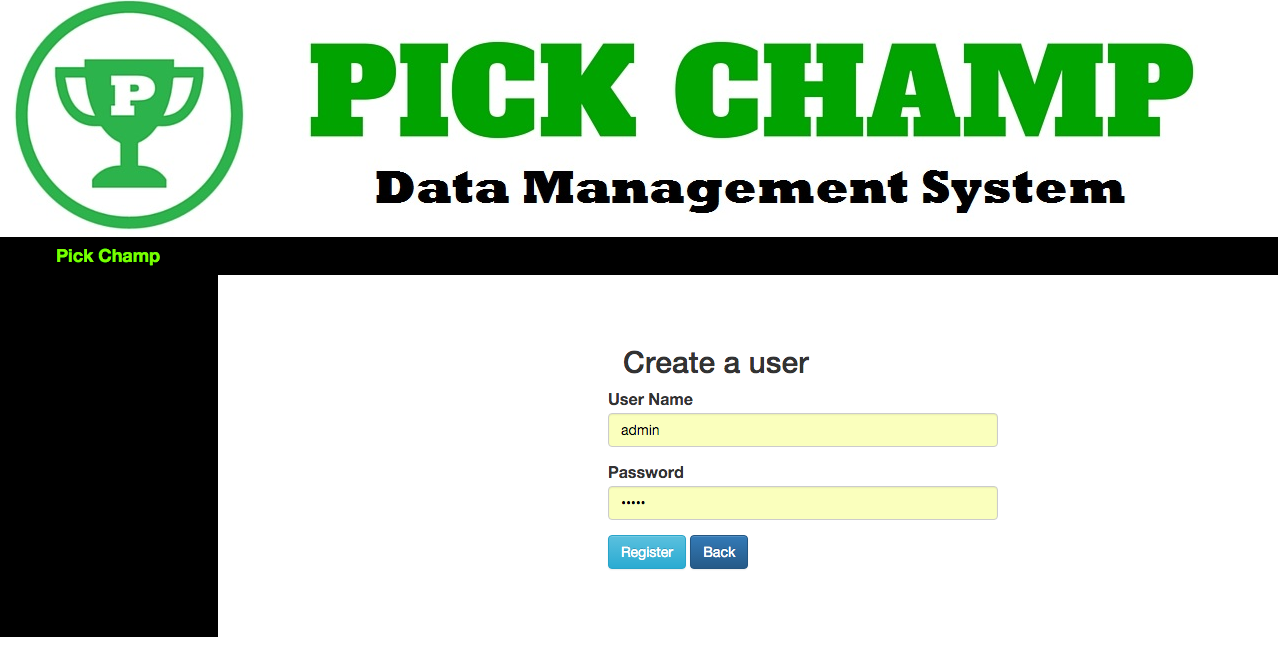 P
PICK CHAMP
Data Management System
Pick Champ
Create a user
User Name
admin
Password
•••••
Register Back